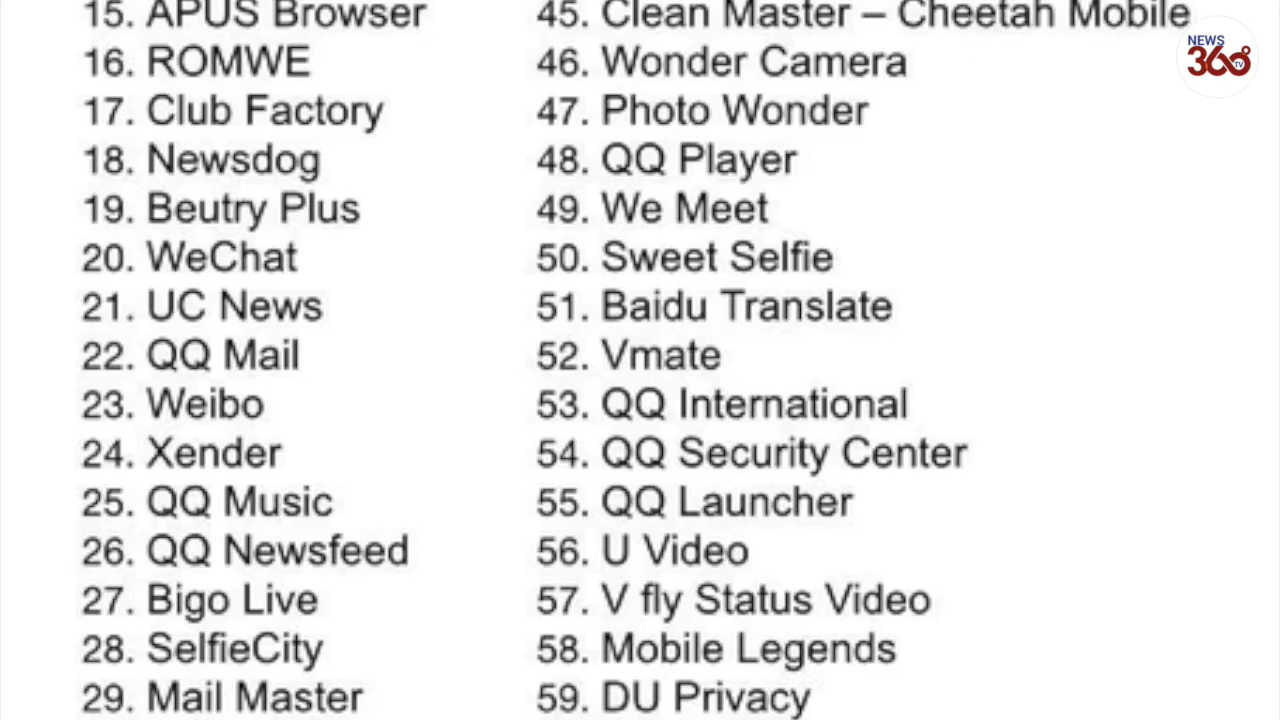 15. APUS Browser
16. ROMWE
17. Club Factory
18. Newsdog
19. Beutry Plus
20. WeChat
21. UC News
22. QQ Mail
23. Weibo
24. Xender
25. QQ Music
26. QQ Newsfeed
27. Bigo Live
28. SelfieCity
29. Mail Master
45. Clean Master – Cheetah Mobile
46. Wonder Camera
47. Photo Wonder
48. QQ Player
49. We Meet
50. Sweet Selfie
51. Baidu Translate
52. Vmate
53. QQ International
54. QQ Security Center
55. QQ Launcher
56. U Video
57. V fly Status Video
58. Mobile Legends
59. DU Privacy
NEWS
360
TV